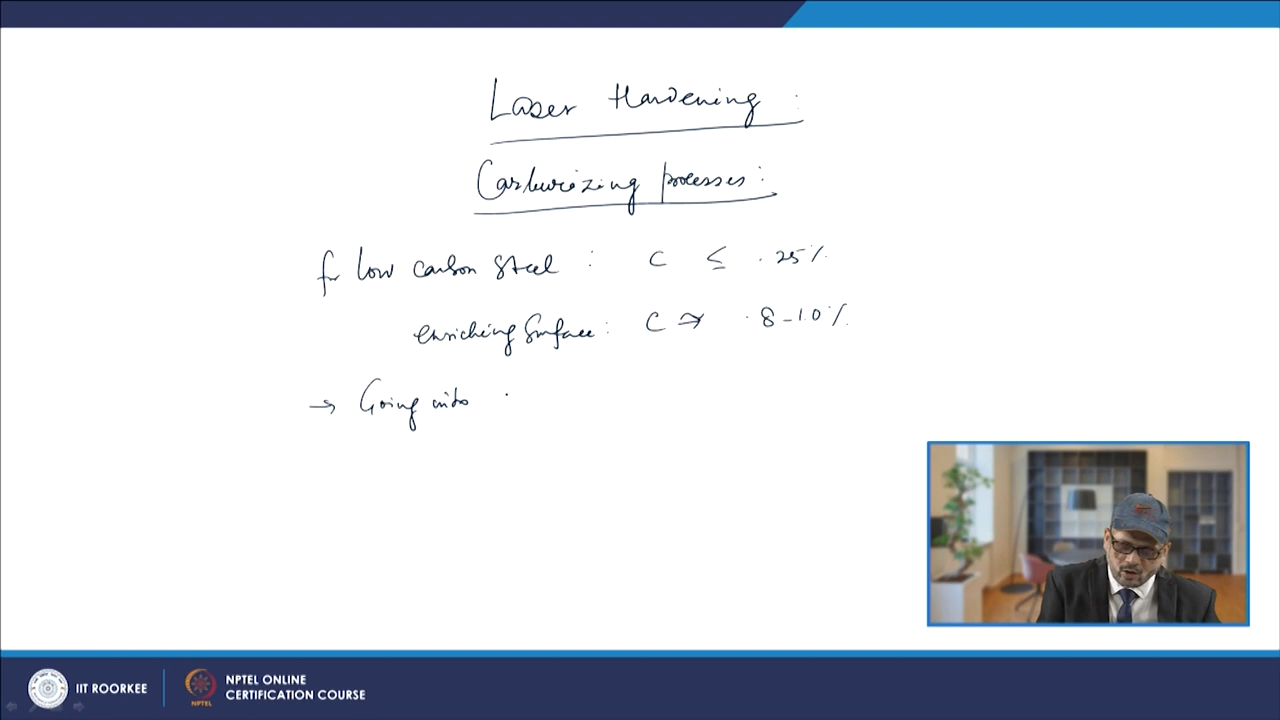 Laser Hardening :
Carburizing processes :
for low carbon steel : C ≤ .25%.
enriching surface : C → .8-1.0%.
→ Going into
IIT ROORKEE
NPTEL ONLINE
CERTIFICATION COURSE
NPTEL